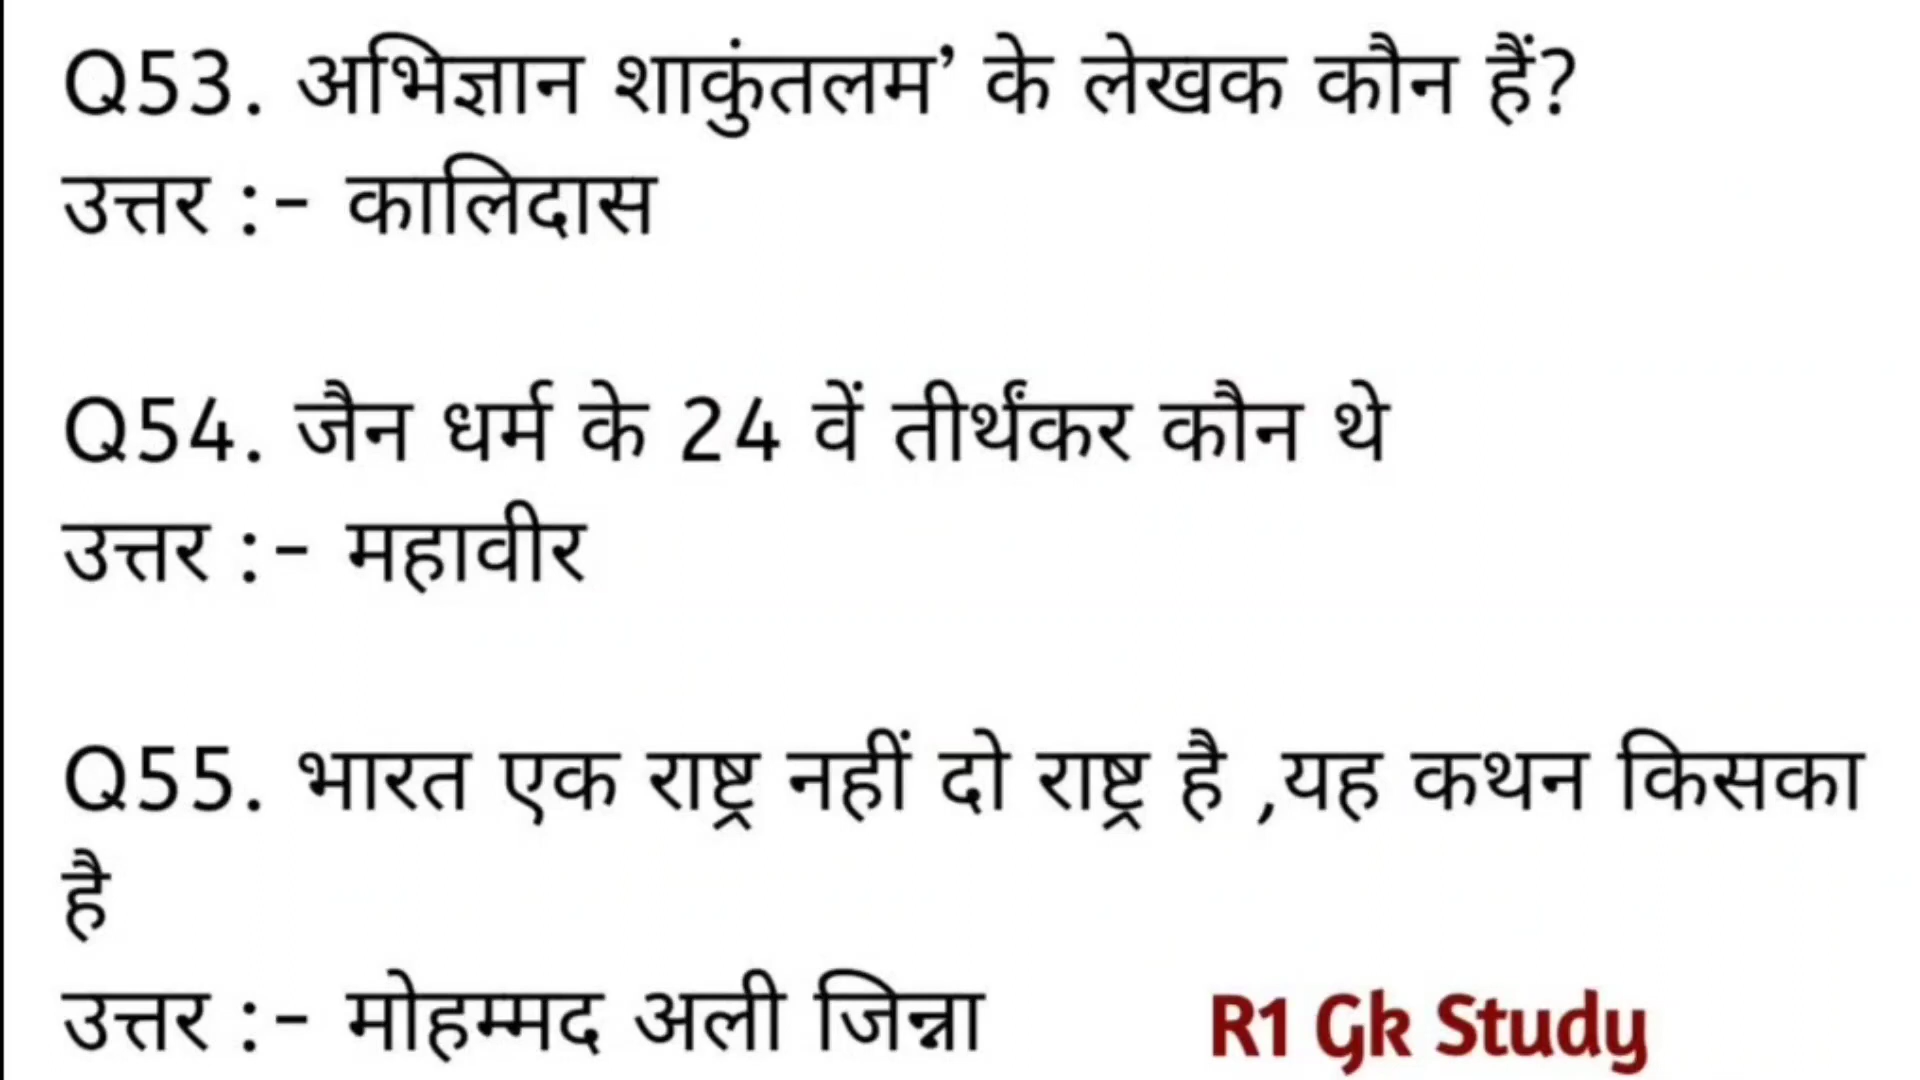 Q53. अभिज्ञान शाकुंतलम’ के लेखक कौन हैं?
उत्तर :- कालिदास
Q54. जैन धर्म के 24 वें तीर्थंकर कौन थे
उत्तर :- महावीर
Q55. भारत एक राष्ट्र नहीं दो राष्ट्र है ,यह कथन किसका
है
उत्तर :- मोहम्मद अली जिन्ना
R1 Gk Study